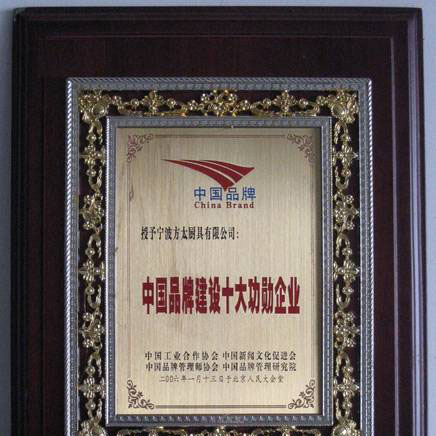 中国品牌
China Brand
授予宁波方太厨具有限公司:
中国品牌建设十大功勋企业
中国工业合作协会 中国新闻文化促进会
中国品牌管理师协会 中国品牌管理研究院
二〇〇六年一月十三日于北京人民大会堂